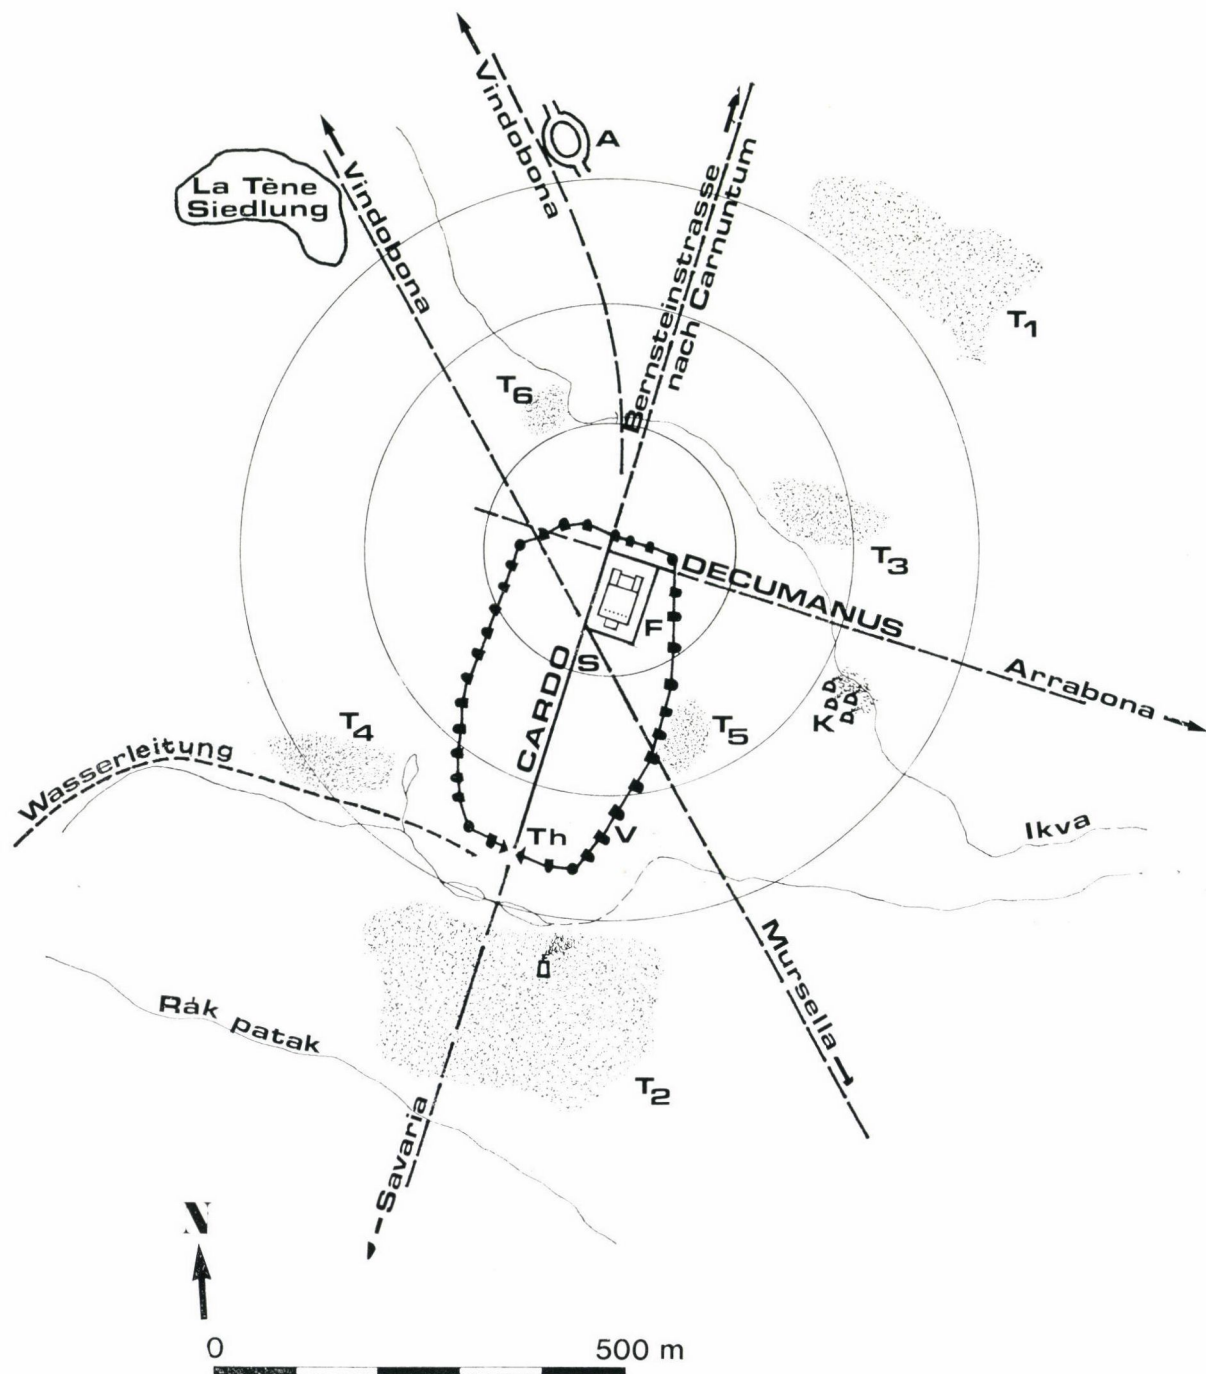 Vindobona
A
Vindobona
La Tène
Siedlung
Bernsteinstrasse
nach Carnuntum
T1
T6
T3
DECUMANUS
F
S
CARDO
Arrabona
K
T5
T4
Wasserleitung
Th
V
Ikva
Mursella
Rák patak
T2
Savaria
N
0 500 m